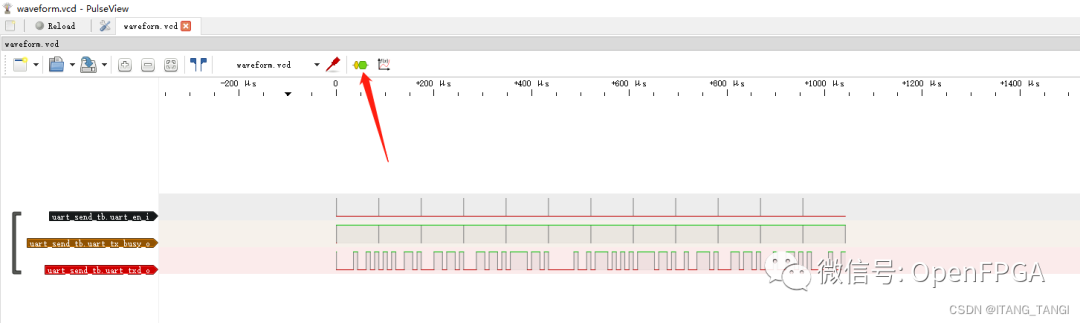 waveform.vcd - PulseView
Reload
waveform.vcd
waveform.vcd
waveform.vcd
-200 µs
0
+200 µs
+400 µs
+600 µs
+800 µs
+1000 µs
+1200 µs
+1400 µs
uart_send_tb.uart_en_i
uart_send_tb.uart_tx_busy_o
uart_send_tb.uart_txd_o
微信号: OpenFPGA
CSDN @ITANG_TANGI